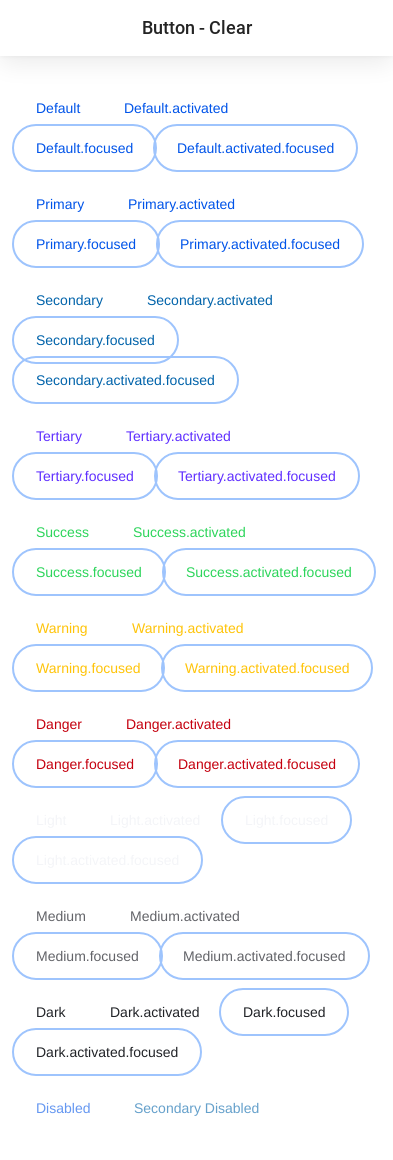 Button - Clear
Default Default.activated
Default.focused Default.activated.focused
Primary Primary.activated
Primary.focused Primary.activated.focused
Secondary Secondary.activated
Secondary.focused
Secondary.activated.focused
Tertiary Tertiary.activated
Tertiary.focused Tertiary.activated.focused
Success Success.activated
Success.focused Success.activated.focused
Warning Warning.activated
Warning.focused Warning.activated.focused
Danger Danger.activated
Danger.focused Danger.activated.focused
Light Light.activated Light.focused
Light.activated.focused
Medium Medium.activated
Medium.focused Medium.activated.focused
Dark Dark.activated Dark.focused
Dark.activated.focused
Disabled Secondary Disabled